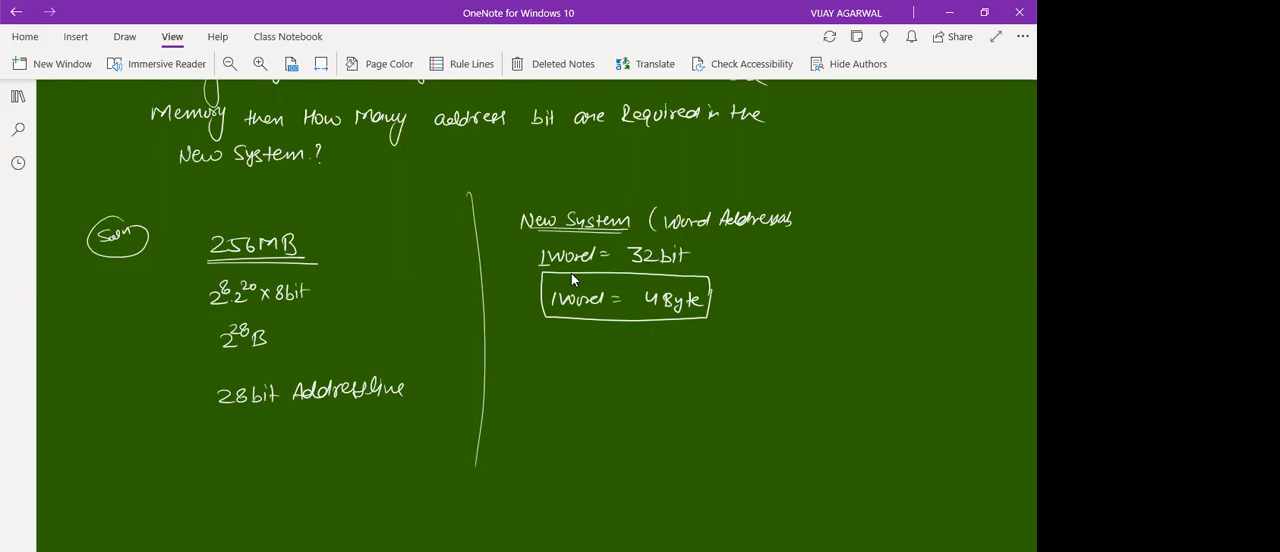 OneNote for Windows 10
VIJAY AGARWAL
Home Insert Draw View Help Class Notebook
Share
New Window Immersive Reader Page Color Rule Lines Deleted Notes Translate Check Accessibility Hide Authors
Memory then How Many address bit are Required in the
New System.?
Soln
256MB
2^8.2^20 x 8bit
2^28 B
28bit Address line
New System (Word Address
1Word = 32bit
1Word = 4Byte